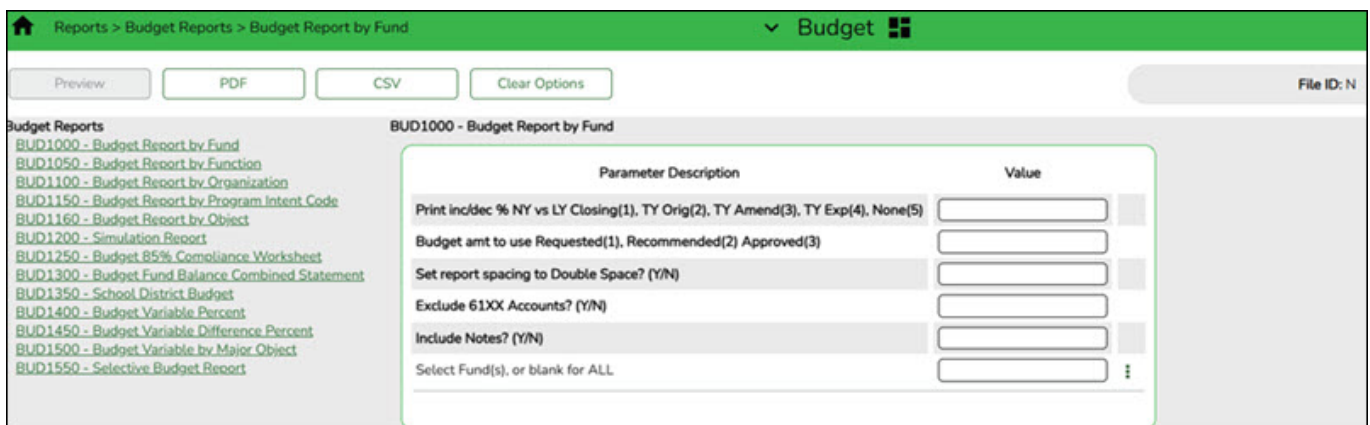 Reports > Budget Reports > Budget Report by Fund
Budget
Preview
PDF
CSV
Clear Options
File ID: N
Budget Reports
BUD1000 - Budget Report by Fund
BUD1050 - Budget Report by Function
BUD1100 - Budget Report by Organization
BUD1150 - Budget Report by Program Intent Code
BUD1160 - Budget Report by Object
BUD1200 - Simulation Report
BUD1250 - Budget 85% Compliance Worksheet
BUD1300 - Budget Fund Balance Combined Statement
BUD1350 - School District Budget
BUD1400 - Budget Variable Percent
BUD1450 - Budget Variable Difference Percent
BUD1500 - Budget Variable by Major Object
BUD1550 - Selective Budget Report
BUD1000 - Budget Report by Fund
Parameter Description Value
Print inc/dec % NY vs LY Closing(1), TY Orig(2), TY Amend(3), TY Exp(4), None(5)
Budget amt to use Requested(1), Recommended(2) Approved(3)
Set report spacing to Double Space? (Y/N)
Exclude 61XX Accounts? (Y/N)
Include Notes? (Y/N)
Select Fund(s), or blank for ALL